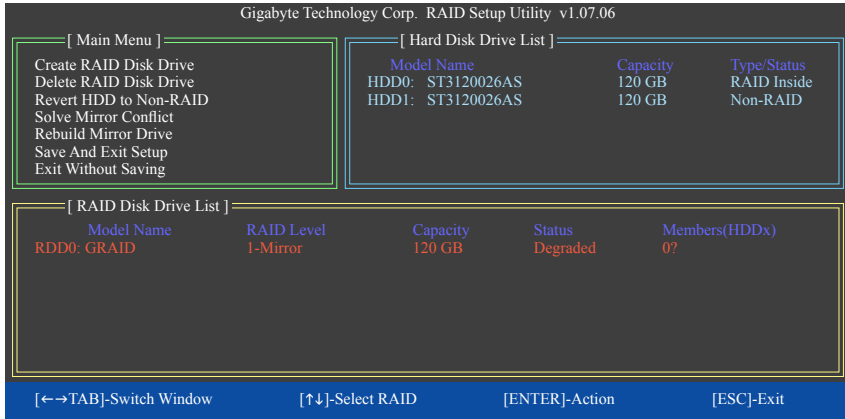 Gigabyte Technology Corp. RAID Setup Utility v1.07.06
[ Main Menu ]
Create RAID Disk Drive
Delete RAID Disk Drive
Revert HDD to Non-RAID
Solve Mirror Conflict
Rebuild Mirror Drive
Save And Exit Setup
Exit Without Saving
[ Hard Disk Drive List ]
Model Name Capacity Type/Status
HDD0: ST3120026AS 120 GB RAID Inside
HDD1: ST3120026AS 120 GB Non-RAID
[ RAID Disk Drive List ]
Model Name RAID Level Capacity Status Members(HDDx)
RDD0: GRAID 1-Mirror 120 GB Degraded 0?
[←→TAB]-Switch Window [↑↓]-Select RAID [ENTER]-Action [ESC]-Exit